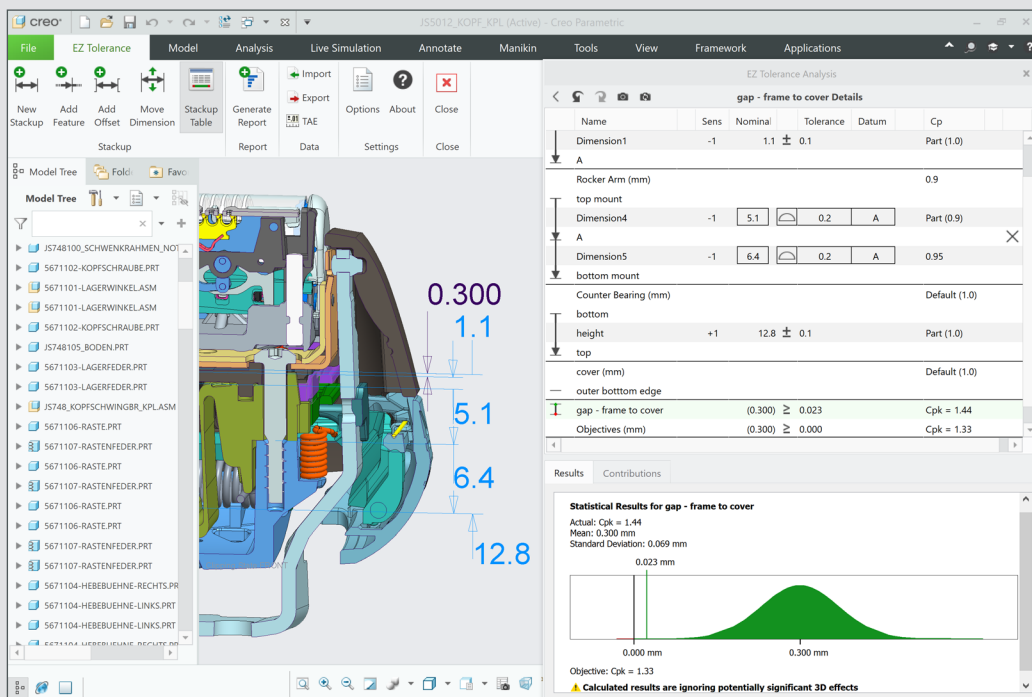 creo®
JS5012_KOPF_KPL (Active) - Creo Parametric
File EZ Tolerance Model Analysis Live Simulation Annotate Manikin Tools View Framework Applications
New Stackup
Add Feature
Add Offset
Move Dimension
Stackup Table
Generate Report
Import
Export
TAE
Options
About
Close
Stackup Report Data Settings Close
Model Tree Fold Favo
Model Tree
JS748100_SCHWENKRAHMEN_NOT
5671102-KOPFSCHRAUBE.PRT
5671101-LAGERWINKEL.ASM
5671101-LAGERWINKEL.ASM
5671102-KOPFSCHRAUBE.PRT
JS748105_BODEN.PRT
5671103-LAGERFEDER.PRT
5671103-LAGERFEDER.PRT
JS748_KOPFSCHWINGBR_KPL.ASM
5671106-RASTE.PRT
5671107-RASTENFEDER.PRT
5671106-RASTE.PRT
5671107-RASTENFEDER.PRT
5671106-RASTE.PRT
5671106-RASTE.PRT
5671107-RASTENFEDER.PRT
5671107-RASTENFEDER.PRT
5671104-HEBEBUEHNE-RECHTS.PR
5671104-HEBEBUEHNE-LINKS.PRT
5671104-HEBEBUEHNE-LINKS.PRT
5671104-HEBEBUEHNE-RECHTS.PR
0.300
1.1
5.1
6.4
12.8
EZ Tolerance Analysis
gap - frame to cover Details
Name Sens Nominal Tolerance Datum Cp
Dimension1 -1 1.1 ± 0.1 Part (1.0)
A
Rocker Arm (mm) 0.9
top mount
Dimension4 -1 5.1 ⌓ 0.2 A Part (0.9)
A
Dimension5 -1 6.4 ⌓ 0.2 A 0.95
bottom mount
Counter Bearing (mm) Default (1.0)
bottom
height +1 12.8 ± 0.1 Part (1.0)
top
cover (mm) Default (1.0)
outer botttom edge
gap - frame to cover (0.300) ≥ 0.023 Cpk = 1.44
Objectives (mm) (0.300) ≥ 0.000 Cpk = 1.33
Results Contributions
Statistical Results for gap - frame to cover
Actual: Cpk = 1.44
Mean: 0.300 mm
Standard Deviation: 0.069 mm
0.023 mm
0.000 mm 0.300 mm
Objective: Cpk = 1.33
Calculated results are ignoring potentially significant 3D effects